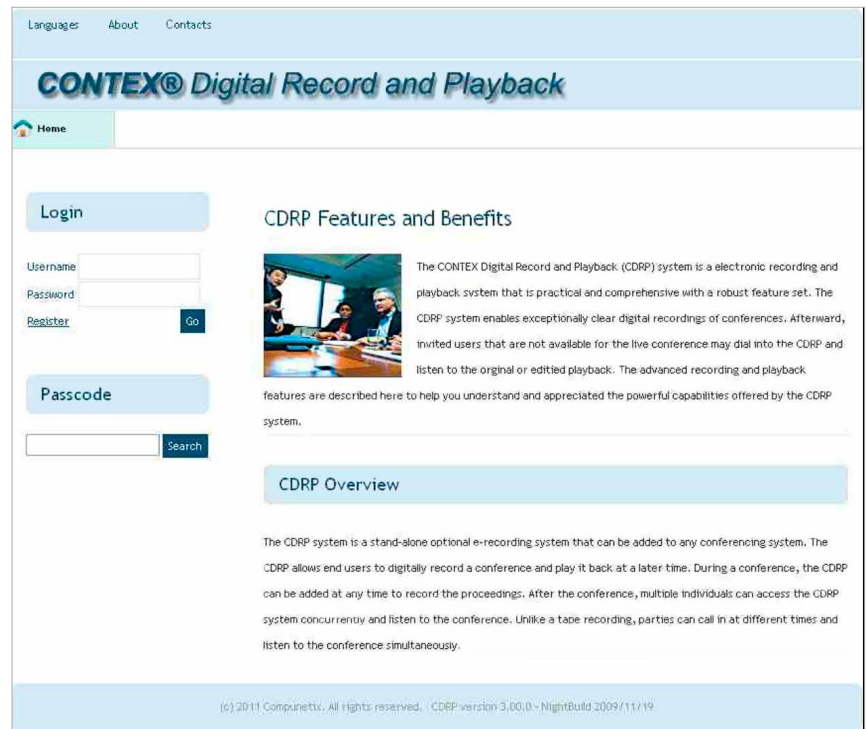 Languages About Contacts
CONTEX® Digital Record and Playback
Home
Login
Username
Password
Register Go
Passcode
Search
CDRP Features and Benefits
The CONTEX Digital Record and Playback (CDRP) system is a electronic recording and
playback system that is practical and comprehensive with a robust feature set. The
CDRP system enables exceptionally clear digital recordings of conferences. Afterward,
invited users that are not available for the live conference may dial into the CDRP and
listen to the orginal or editied playback. The advanced recording and playback
features are described here to help you understand and appreciated the powerful capabilities offered by the CDRP
system.
CDRP Overview
The CDRP system is a stand-alone optional e-recording system that can be added to any conferencing system. The
CDRP allows end users to digitally record a conference and play it back at a later time. During a conference, the CDRP
can be added at any time to record the proceedings. After the conference, multiple individuals can access the CDRP
system concurrently and listen to the conference. Unlike a tape recording, parties can call in at different times and
listen to the conference simultaneously.
(c) 2011 Compunetix. All rights reserved. CDRP version 3.00.0 - NightBuild 2009/11/19